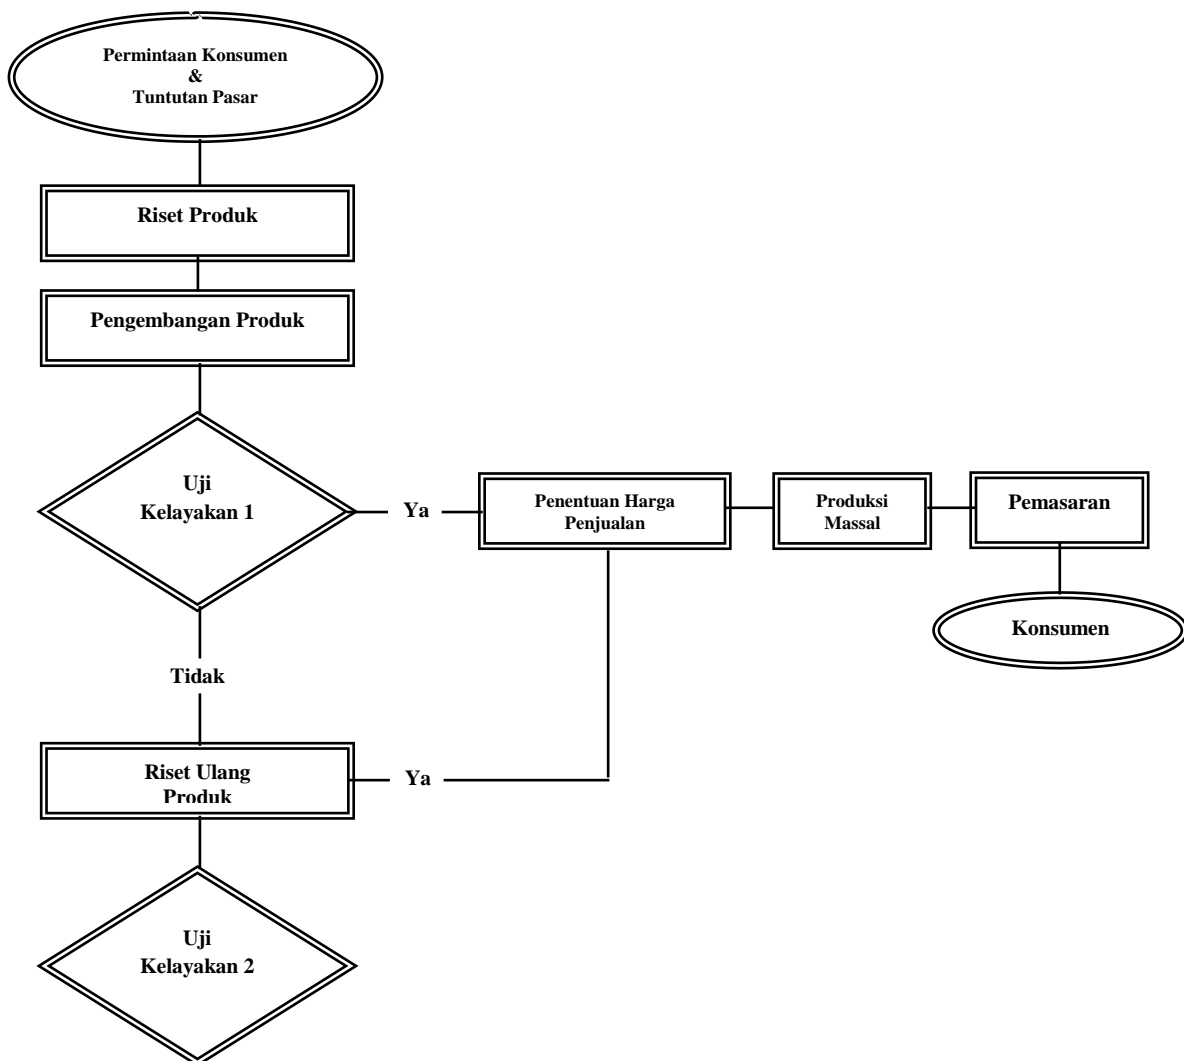 Permintaan Konsumen
&
Tuntutan Pasar
Riset Produk
Pengembangan Produk
Uji
Kelayakan 1
Ya
Penentuan Harga
Penjualan
Produksi
Massal
Pemasaran
Konsumen
Tidak
Riset Ulang
Produk
Ya
Uji
Kelayakan 2